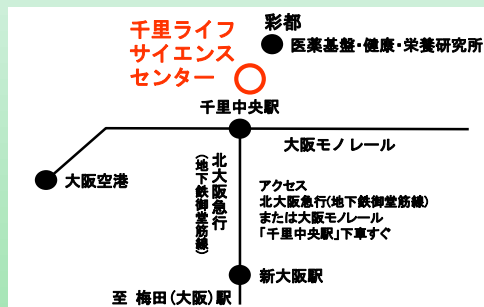 千里ライフ
サイエンス
センター
彩都
医薬基盤・健康・栄養研究所
千里中央駅
大阪モノレール
大阪空港
北大阪急行
(地下鉄御堂筋線)
アクセス
北大阪急行(地下鉄御堂筋線)
または大阪モノレール
「千里中央駅」下車すぐ
新大阪駅
至 梅田(大阪)駅